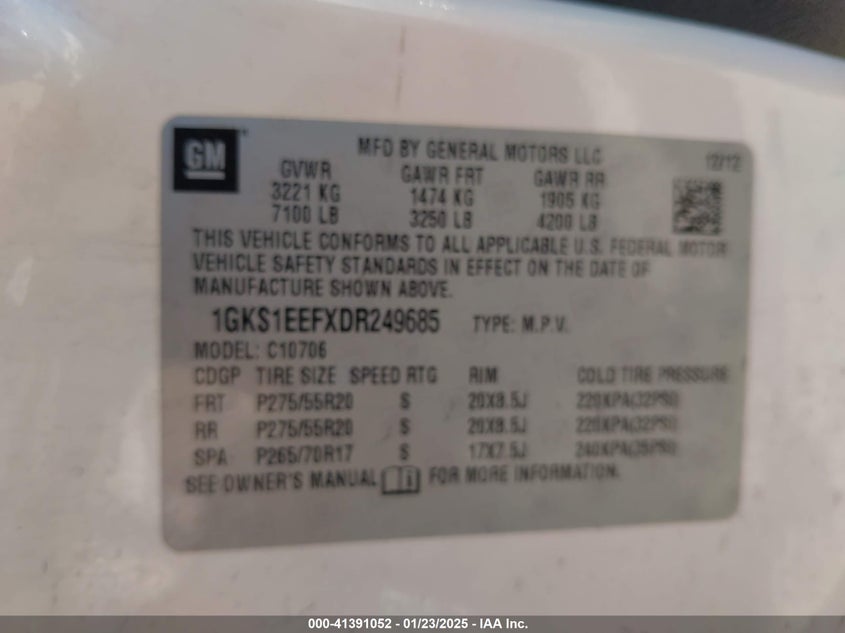 GM
MFD BY GENERAL MOTORS LLC 12/12
GVWR GAWR FRT GAWR RR
3221 KG 1474 KG 1905 KG
7100 LB 3250 LB 4200 LB
THIS VEHICLE CONFORMS TO ALL APPLICABLE U.S. FEDERAL MOTOR
VEHICLE SAFETY STANDARDS IN EFFECT ON THE DATE OF
MANUFACTURE SHOWN ABOVE.
1GKS1EEFXDR249685 TYPE: M.P.V.
MODEL: C10706
CDGP TIRE SIZE SPEED RTG RIM COLD TIRE PRESSURE
FRT P275/55R20 S 20X8.5J 220KPA(32PSI)
RR P275/55R20 S 20X8.5J 220KPA(32PSI)
SPA P265/70R17 S 17X7.5J 240KPA(35PSI)
SEE OWNER'S MANUAL FOR MORE INFORMATION.
000-41391052 - 01/23/2025 - IAA Inc.